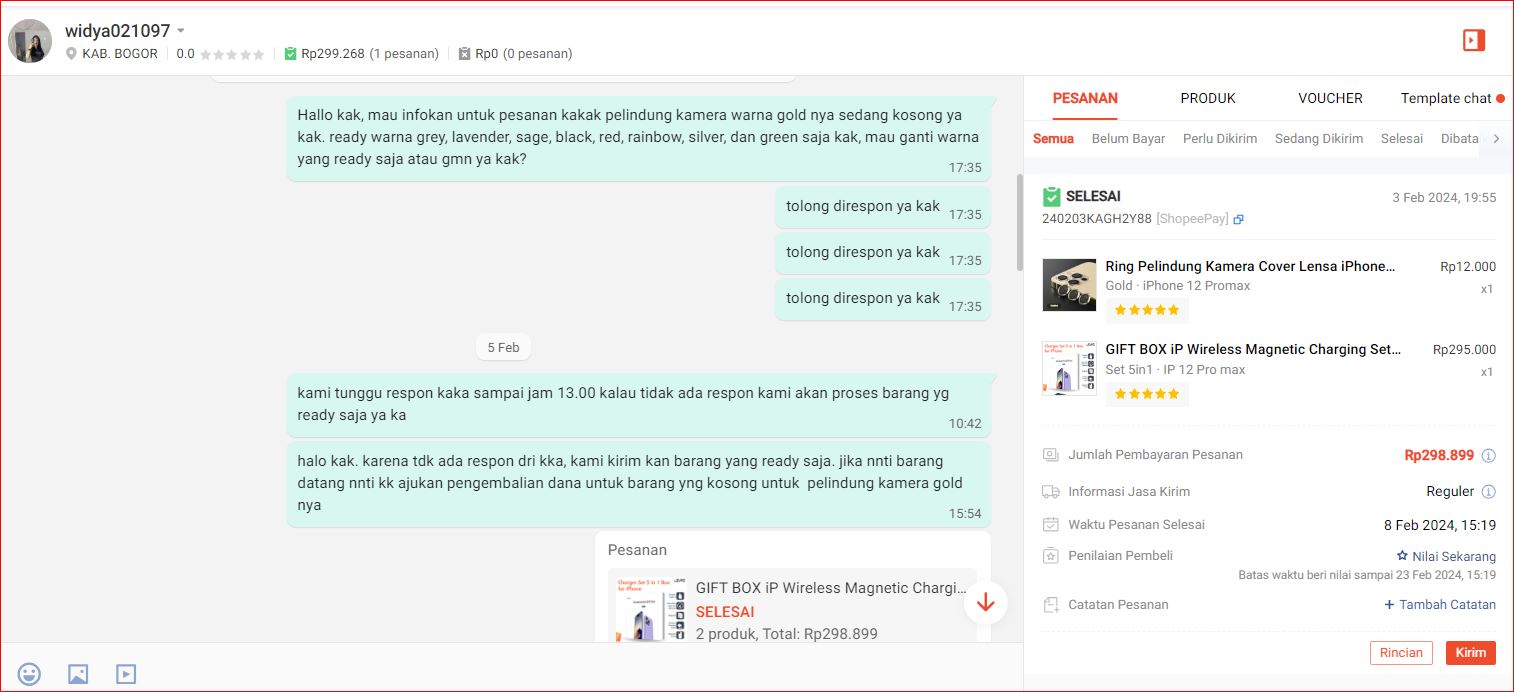 widya021097
KAB. BOGOR
0.0
Rp299.268 (1 pesanan)
Rp0 (0 pesanan)
Hallo kak, mau infokan untuk pesanan kakak pelindung kamera warna gold nya sedang kosong ya
kak. ready warna grey, lavender, sage, black, red, rainbow, silver, dan green saja kak, mau ganti warna
yang ready saja atau gmn ya kak?
17:35
tolong direspon ya kak
17:35
tolong direspon ya kak
17:35
tolong direspon ya kak
17:35
5 Feb
kami tunggu respon kaka sampai jam 13.00 kalau tidak ada respon kami akan proses barang yg
ready saja ya ka
10:42
halo kak. karena tdk ada respon dri kka, kami kirim kan barang yang ready saja. jika nnti barang
datang nnti kk ajukan pengembalian dana untuk barang yng kosong untuk pelindung kamera gold
nya
15:54
Pesanan
Charger Set 5 in 1 Box
for iPhone
GIFT BOX iP Wireless Magnetic Chargi...
SELESAI
2 produk, Total: Rp298.899
PESANAN
PRODUK
VOUCHER
Template chat
Semua
Belum Bayar
Perlu Dikirim
Sedang Dikirim
Selesai
Dibata
SELESAI
3 Feb 2024, 19:55
240203KAGH2Y88 [ShopeePay]
Ring Pelindung Kamera Cover Lensa iPhone...
Rp12.000
Gold · iPhone 12 Promax
x1
GIFT BOX iP Wireless Magnetic Charging Set...
Rp295.000
Set 5in1 · IP 12 Pro max
x1
Jumlah Pembayaran Pesanan
Rp298.899
Informasi Jasa Kirim
Reguler
Waktu Pesanan Selesai
8 Feb 2024, 15:19
Penilaian Pembeli
Nilai Sekarang
Batas waktu beri nilai sampai 23 Feb 2024, 15:19
Catatan Pesanan
+ Tambah Catatan
Rincian
Kirim